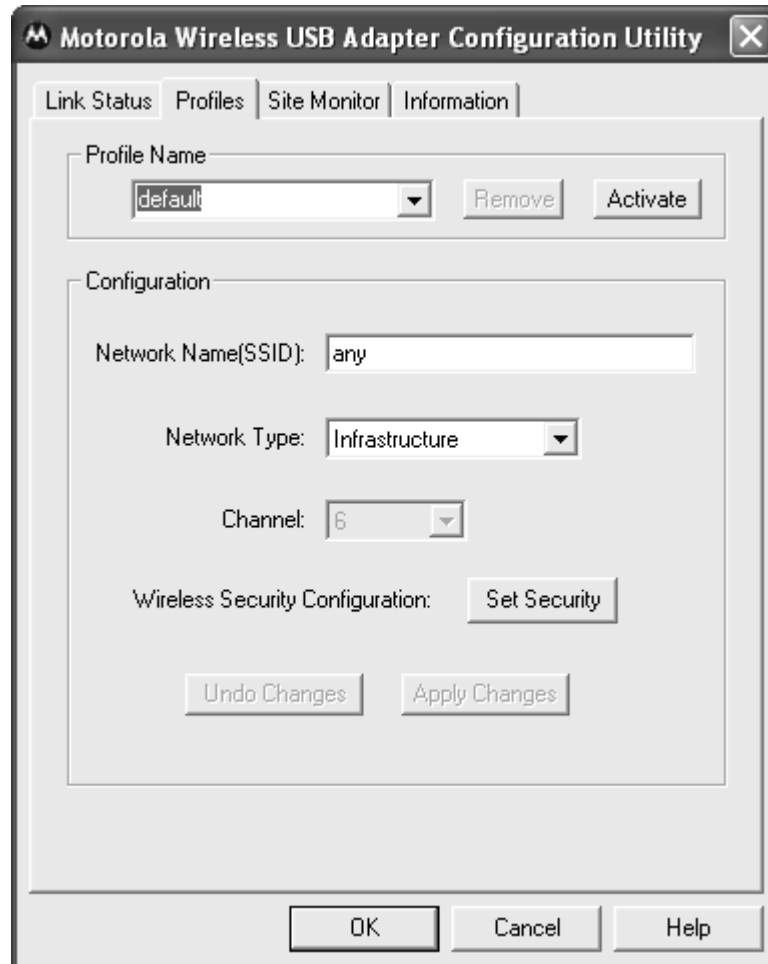 Motorola Wireless USB Adapter Configuration Utility
Link Status Profiles Site Monitor Information
Profile Name
default Remove Activate
Configuration
Network Name(SSID): any
Network Type: Infrastructure
Channel: 6
Wireless Security Configuration: Set Security
Undo Changes Apply Changes
OK Cancel Help